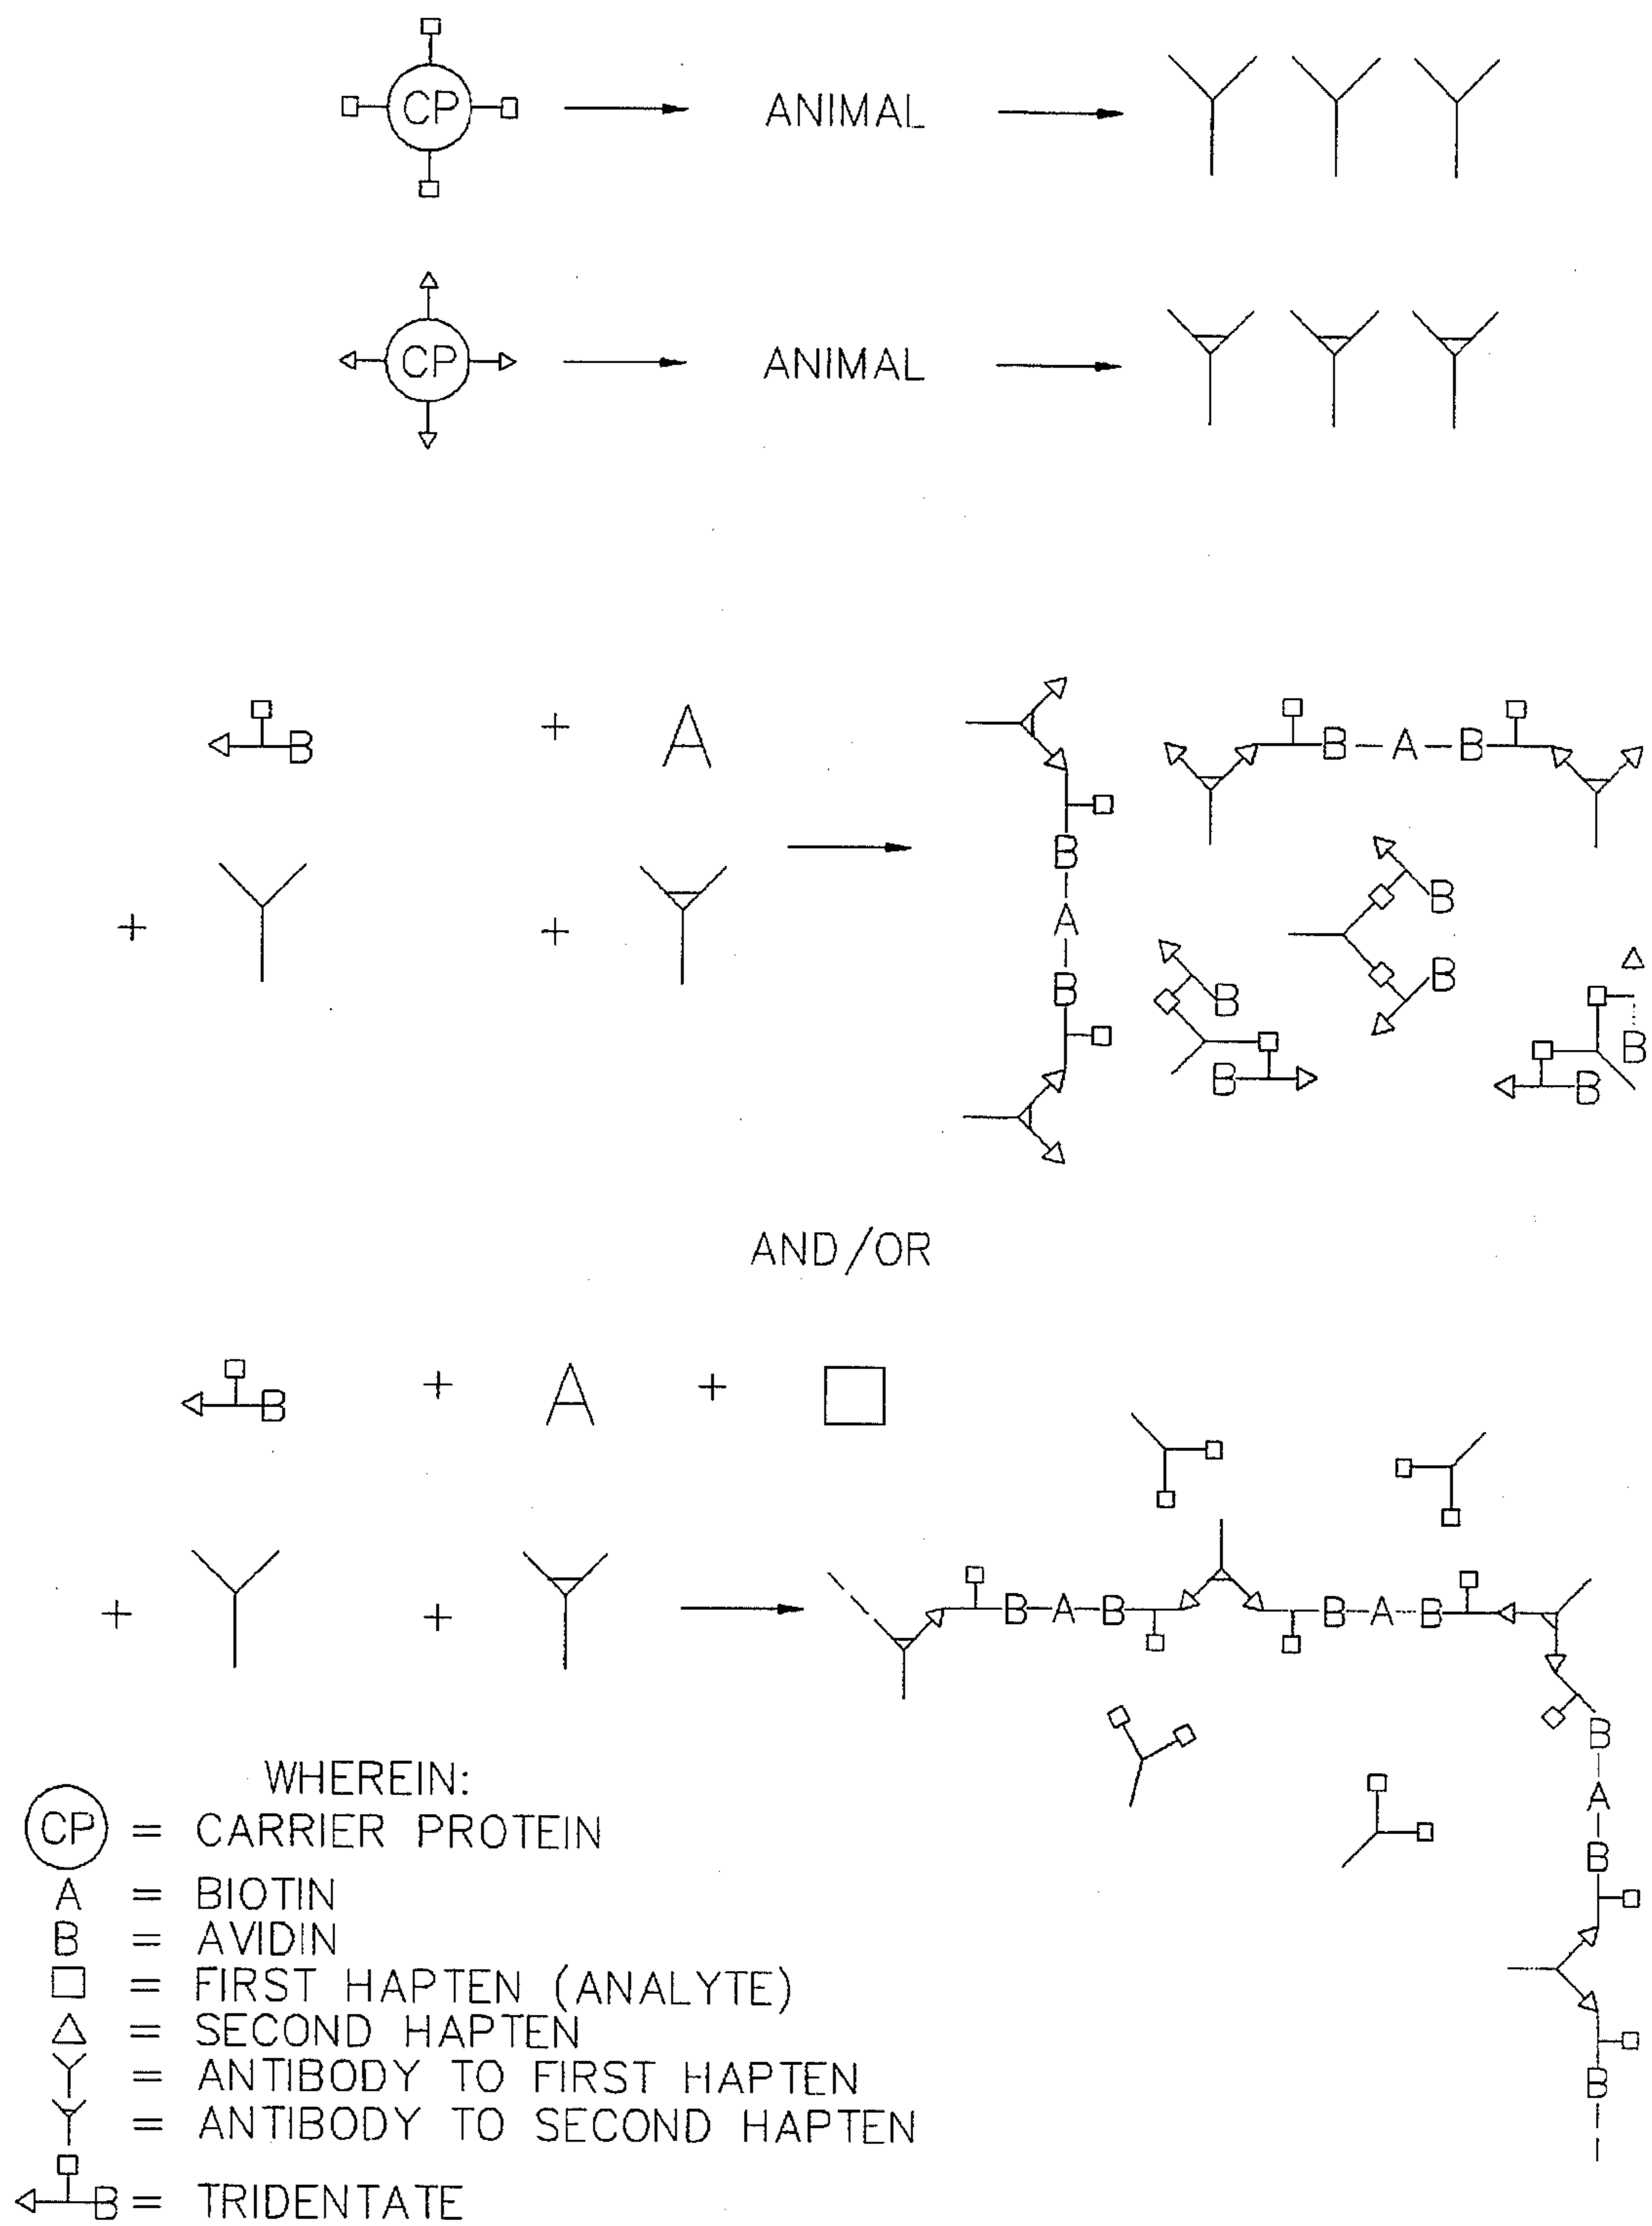 CP ANIMAL
CP ANIMAL
B + A
+ +
B
A
B
B-A-B
B
B
B
B
B
B
AND/OR
B + A +
+ +
B-A-B B-A-B
B
A
B
B
WHEREIN:
CP = CARRIER PROTEIN
A = BIOTIN
B = AVIDIN
= FIRST HAPTEN (ANALYTE)
= SECOND HAPTEN
= ANTIBODY TO FIRST HAPTEN
= ANTIBODY TO SECOND HAPTEN
B = TRIDENTATE